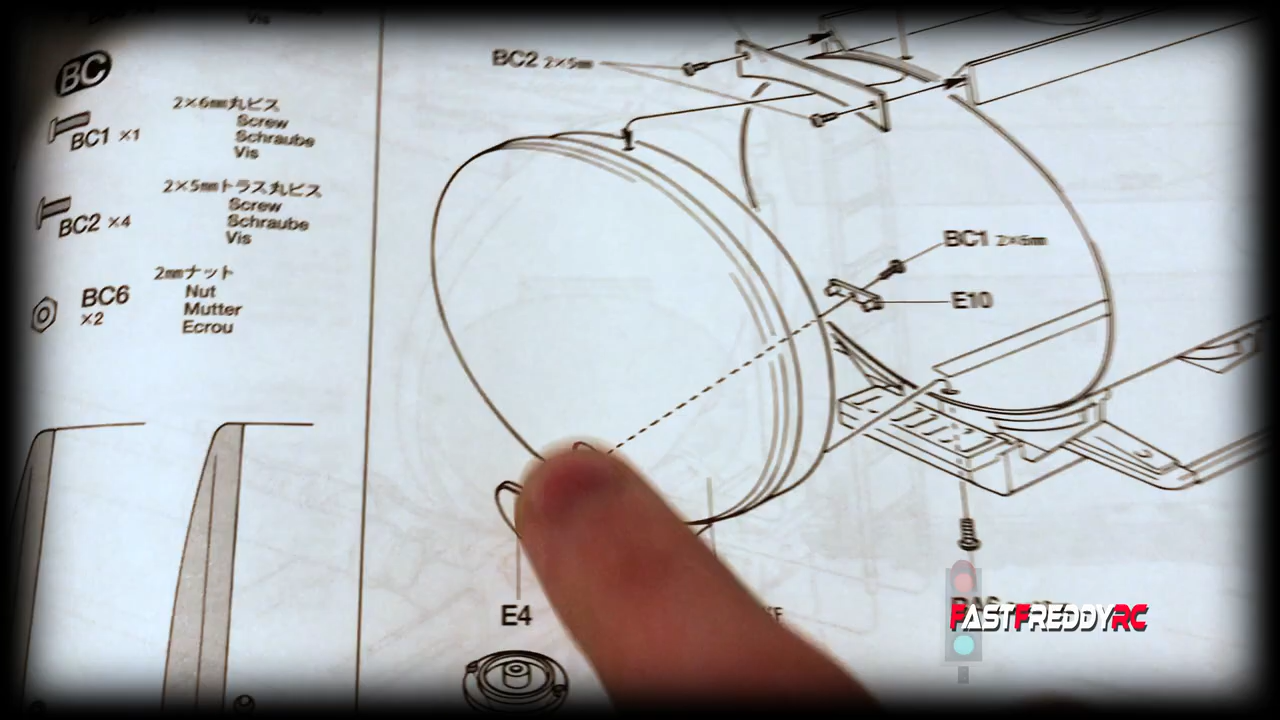 Vis
BC
2×6mm丸ビス
BC1 ×1
Screw
Schraube
Vis
2×5mmトラス丸ビス
BC2 ×4
Screw
Schraube
Vis
2mmナット
BC6
×2
Nut
Mutter
Ecrou
BC2 2×5mm
BC1 2×6mm
E10
E4
FASTFREDDYRC